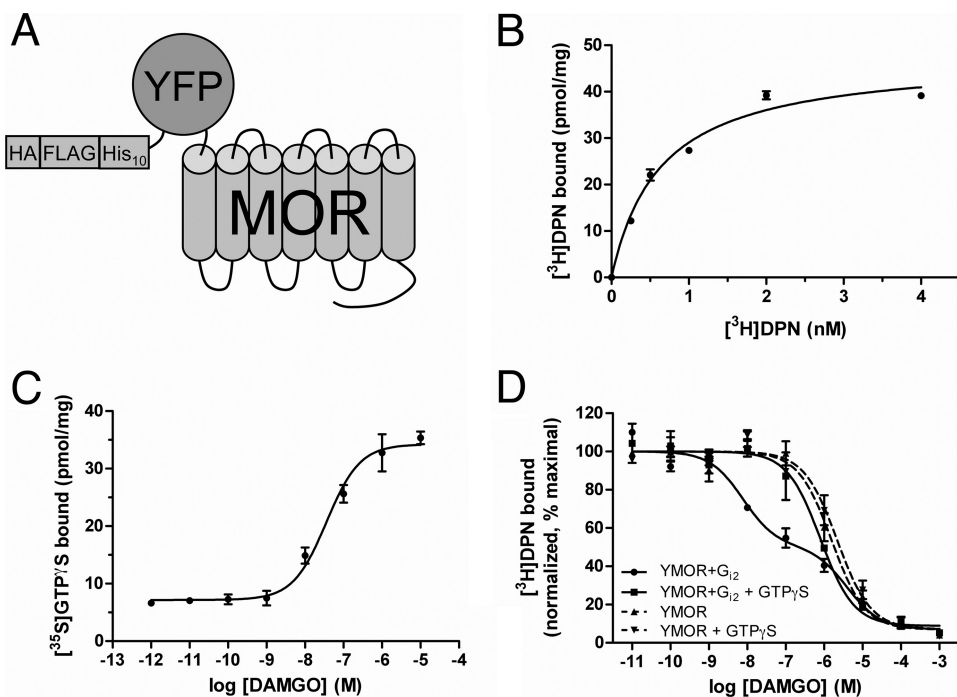 A
YFP
HA FLAG His10
MOR
B
[3H]DPN bound (pmol/mg)
50
40
30
20
10
0
0 1 2 3 4
[3H]DPN (nM)
C
[35S]GTPγS bound (pmol/mg)
40
30
20
10
0
-12 -11 -10 -9 -8 -7 -6 -5 -4
log [DAMGO] (M)
D
[3H]DPN bound
(normalized, % maximal)
120
100
80
60
40
20
0
YMOR+Gi2
YMOR+Gi2 + GTPγS
YMOR
YMOR + GTPγS
-11 -10 -9 -8 -7 -6 -5 -4 -3
log [DAMGO] (M)